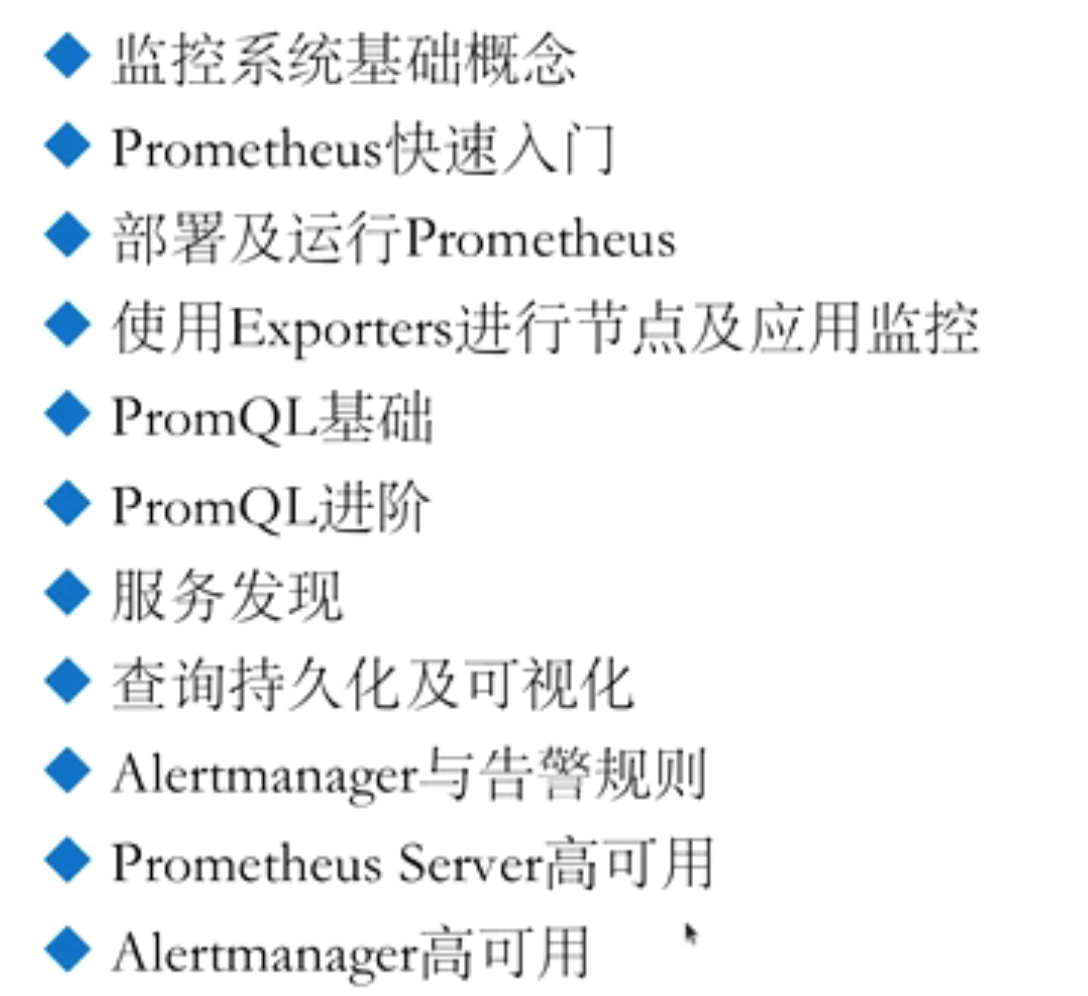 监控系统基础概念
Prometheus快速入门
部署及运行Prometheus
使用Exporters进行节点及应用监控
PromQL基础
PromQL进阶
服务发现
查询持久化及可视化
Alertmanager与告警规则
Prometheus Server高可用
Alertmanager高可用